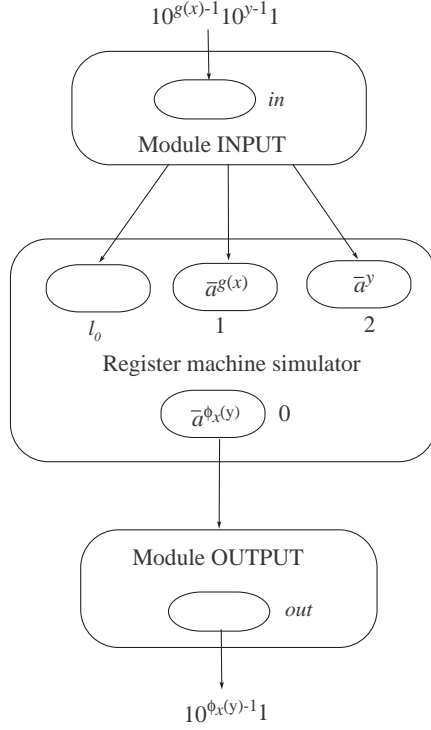 10^{g(x)-1}10^{y-1}1
in
Module INPUT
a̅^{g(x)} a̅^{y}
l_0 1 2
Register machine simulator
a̅^{ϕ_x(y)} 0
Module OUTPUT
out
10^{ϕ_x(y)-1}1